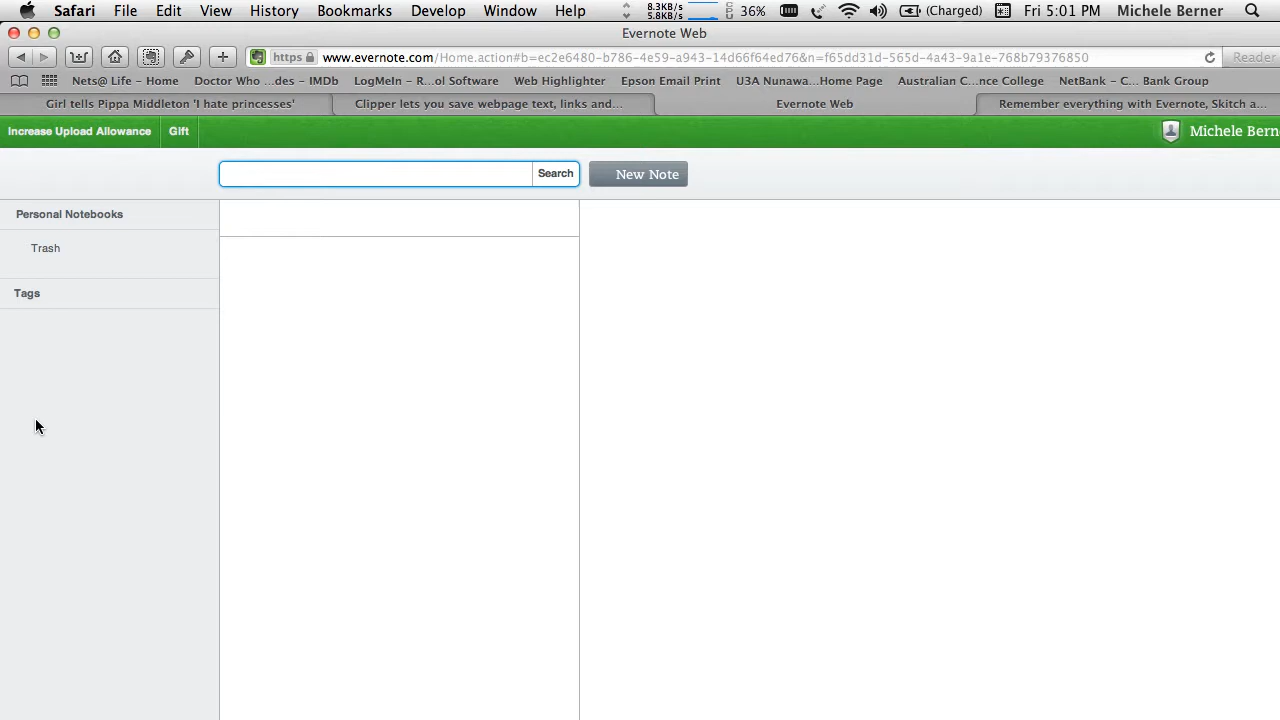 Safari File Edit View History Bookmarks Develop Window Help 8.3KB/s 5.8KB/s 36% (Charged) Fri 5:01 PM Michele Berner
Evernote Web
https www.evernote.com/Home.action#b=ec2e6480-b786-4e59-a943-14d66f64ed76&n=f65dd31d-565d-4a43-9a1e-768b79376850 Reader
Nets@ Life – Home Doctor Who ...des – IMDb LogMeIn – R...ol Software Web Highlighter Epson Email Print U3A Nunawa...Home Page Australian C...nce College NetBank – C... Bank Group
Girl tells Pippa Middleton 'I hate princesses' Clipper lets you save webpage text, links and... Evernote Web Remember everything with Evernote, Skitch a...
Increase Upload Allowance Gift Michele Bern
Search New Note
Personal Notebooks
Trash
Tags